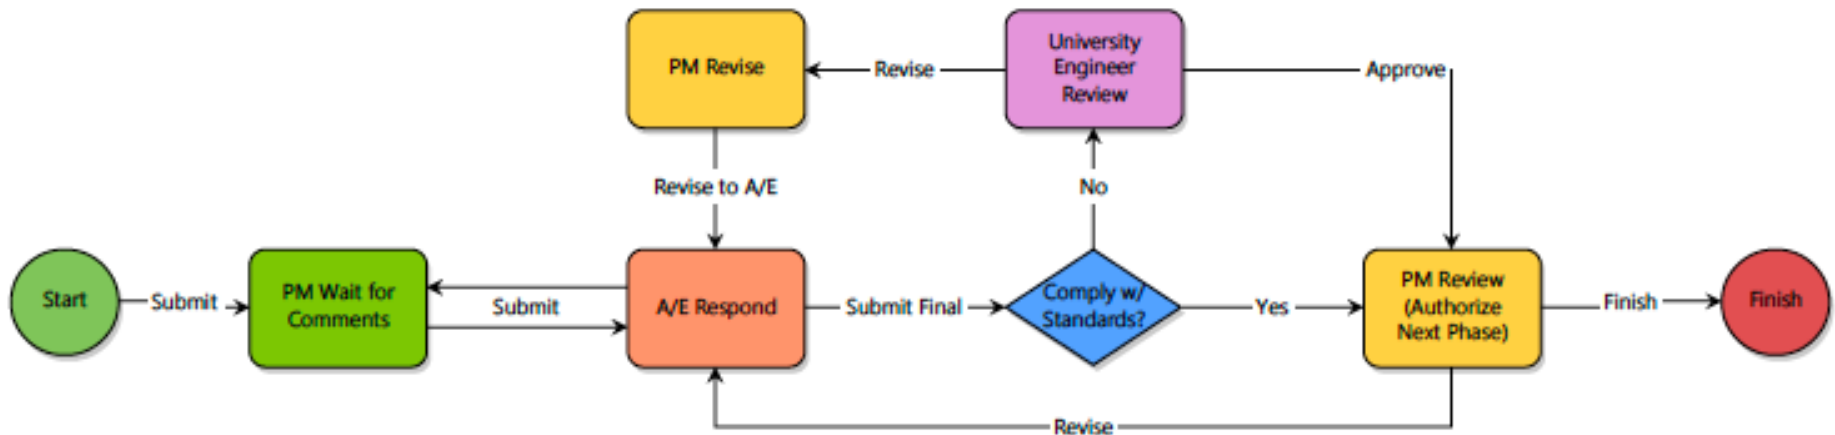 PM Revise
Revise
University
Engineer
Review
Approve
Revise to A/E
No
Start
Submit
PM Wait for
Comments
Submit
A/E Respond
Submit Final
Comply w/
Standards?
Yes
PM Review
(Authorize
Next Phase)
Finish
Finish
Revise